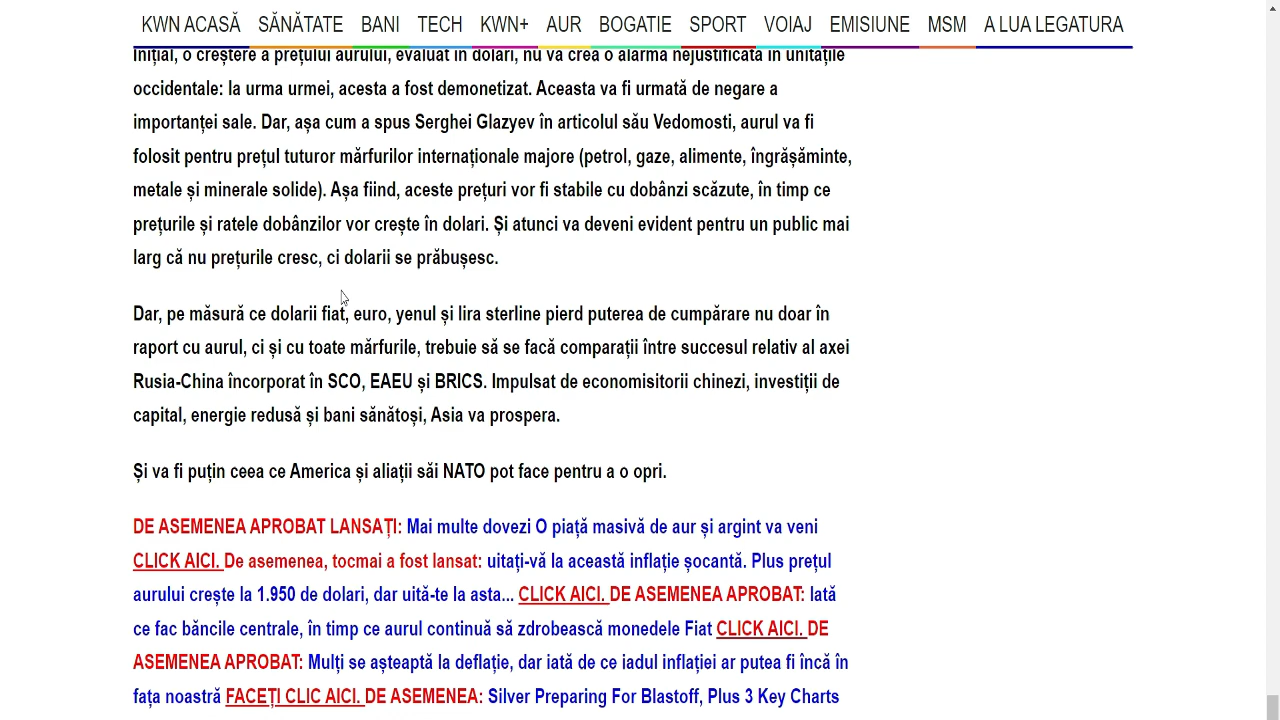 KWN ACASĂ SĂNĂTATE BANI TECH KWN+ AUR BOGATIE SPORT VOIAJ EMISIUNE MSM A LUA LEGATURA
Inițial, o creștere a prețului aurului, evaluat în dolari, nu va crea o alarmă nejustificată în unitățile
occidentale: la urma urmei, acesta a fost demonetizat. Aceasta va fi urmată de negare a
importanței sale. Dar, așa cum a spus Serghei Glazyev în articolul său Vedomosti, aurul va fi
folosit pentru prețul tuturor mărfurilor internaționale majore (petrol, gaze, alimente, îngrășăminte,
metale și minerale solide). Așa fiind, aceste prețuri vor fi stabile cu dobânzi scăzute, în timp ce
prețurile și ratele dobânzilor vor crește în dolari. Și atunci va deveni evident pentru un public mai
larg că nu prețurile cresc, ci dolarii se prăbușesc.
Dar, pe măsură ce dolarii fiat, euro, yenul și lira sterline pierd puterea de cumpărare nu doar în
raport cu aurul, ci și cu toate mărfurile, trebuie să se facă comparații între succesul relativ al axei
Rusia-China încorporat în SCO, EAEU și BRICS. Impulsat de economisitorii chinezi, investiții de
capital, energie redusă și bani sănătoși, Asia va prospera.
Și va fi puțin ceea ce America și aliații săi NATO pot face pentru a o opri.
DE ASEMENEA APROBAT LANSAȚI: Mai multe dovezi O piață masivă de aur și argint va veni
CLICK AICI. De asemenea, tocmai a fost lansat: uitați-vă la această inflație șocantă. Plus prețul
aurului crește la 1.950 de dolari, dar uită-te la asta... CLICK AICI. DE ASEMENEA APROBAT: Iată
ce fac băncile centrale, în timp ce aurul continuă să zdrobească monedele Fiat CLICK AICI. DE
ASEMENEA APROBAT: Mulți se așteaptă la deflație, dar iată de ce iadul inflației ar putea fi încă în
fața noastră FACEȚI CLIC AICI. DE ASEMENEA: Silver Preparing For Blastoff, Plus 3 Key Charts